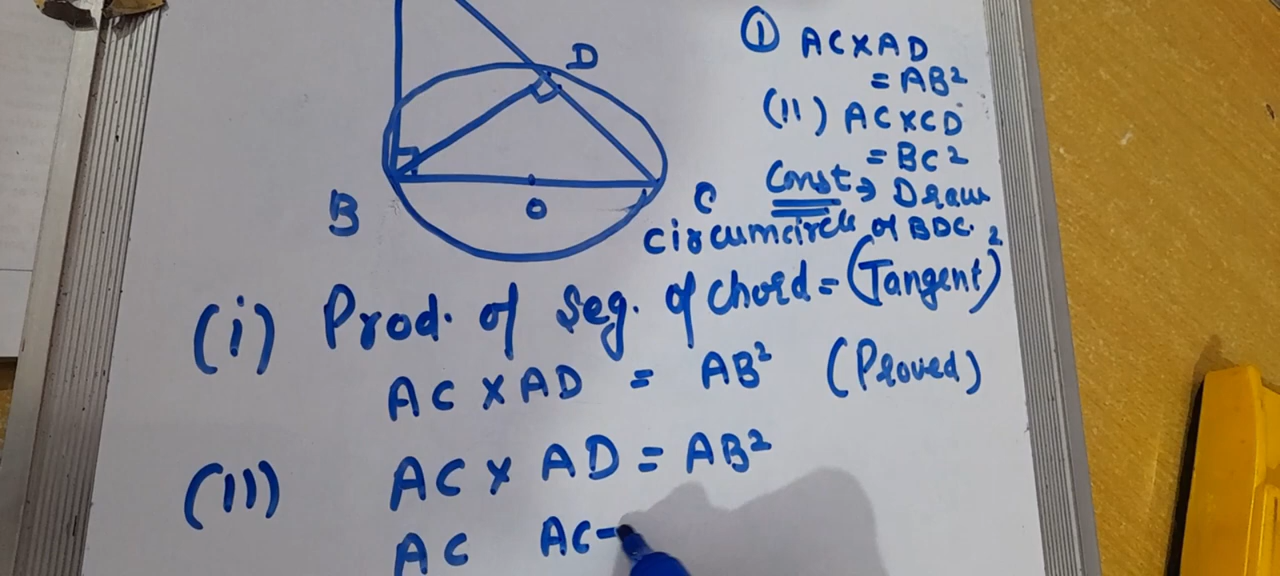 ① AC×AD
= AB²
(II) AC×CD
= BC²
Const → Draw
circumcircle of BDC.
D
B
O
C
(i) Prod. of Seg. of Chord = (Tangent)²
AC × AD = AB² (Proved)
(II) AC × AD = AB²
AC AC-